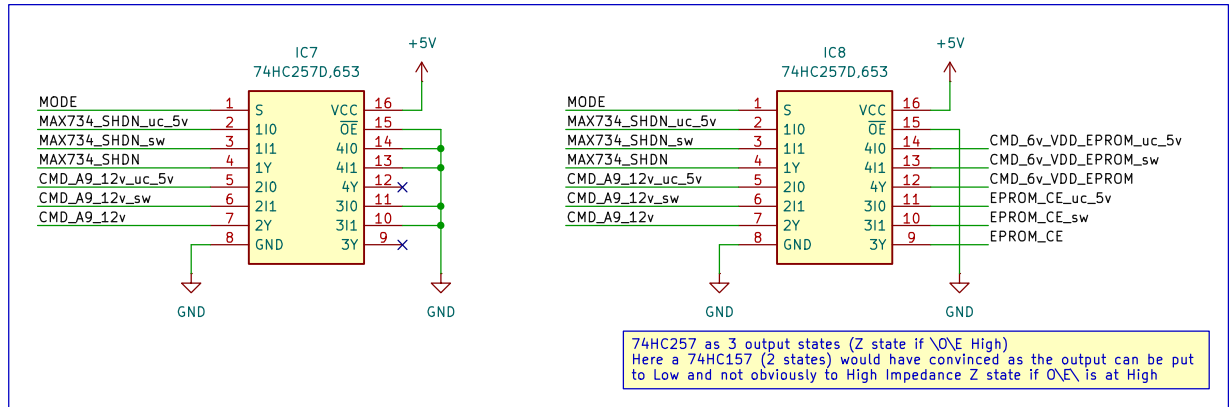 IC7
74HC257D,653
+5V
MODE 1 S VCC 16
MAX734_SHDN_uc_5v 2 1I0 OE 15
MAX734_SHDN_sw 3 1I1 4I0 14
MAX734_SHDN 4 1Y 4I1 13
CMD_A9_12v_uc_5v 5 2I0 4Y 12
CMD_A9_12v_sw 6 2I1 3I0 11
CMD_A9_12v 7 2Y 3I1 10
8 GND 3Y 9
GND GND
IC8
74HC257D,653
+5V
MODE 1 S VCC 16
MAX734_SHDN_uc_5v 2 1I0 OE 15
MAX734_SHDN_sw 3 1I1 4I0 14 CMD_6v_VDD_EPROM_uc_5v
MAX734_SHDN 4 1Y 4I1 13 CMD_6v_VDD_EPROM_sw
CMD_A9_12v_uc_5v 5 2I0 4Y 12 CMD_6v_VDD_EPROM
CMD_A9_12v_sw 6 2I1 3I0 11 EPROM_CE_uc_5v
CMD_A9_12v 7 2Y 3I1 10 EPROM_CE_sw
8 GND 3Y 9 EPROM_CE
GND GND
74HC257 as 3 output states (Z state if \O\E High)
Here a 74HC157 (2 states) would have convinced as the output can be put
to Low and not obviously to High Impedance Z state if O\E\ is at High